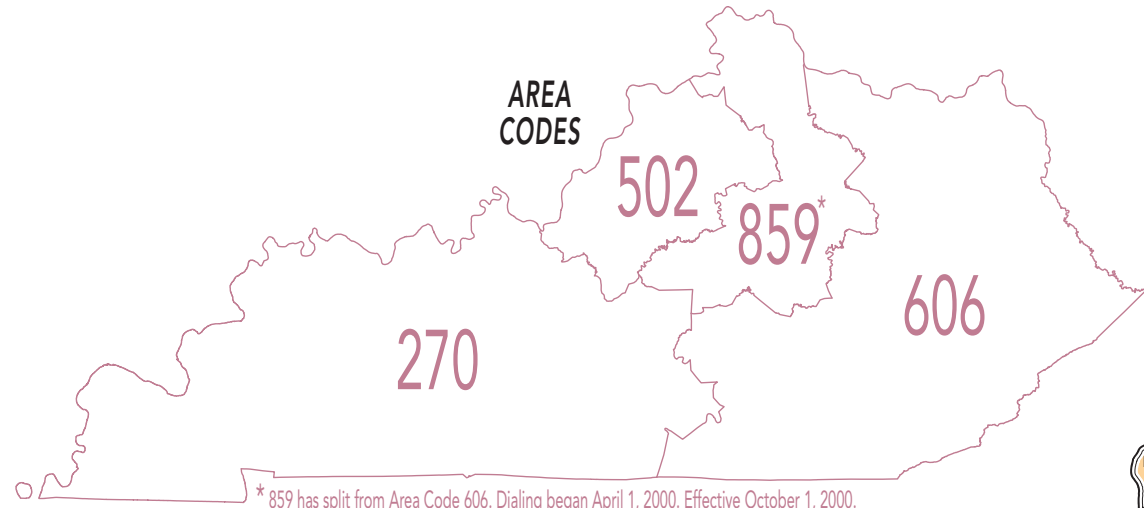 AREA
CODES
502
859*
606
270
* 859 has split from Area Code 606. Dialing began April 1, 2000. Effective October 1, 2000.